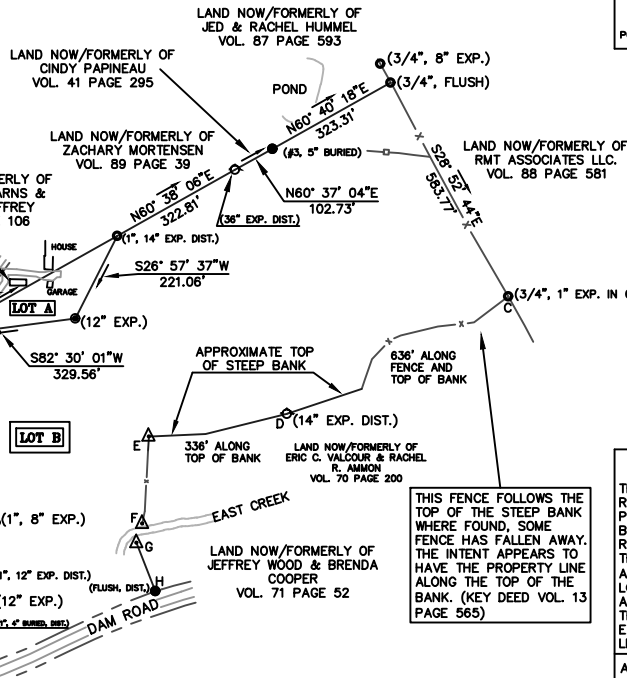 LAND NOW/FORMERLY OF
JED & RACHEL HUMMEL
VOL. 87 PAGE 593
LAND NOW/FORMERLY OF
CINDY PAPINEAU
VOL. 41 PAGE 295
(3/4", 8" EXP.)
(3/4", FLUSH)
POND
N60° 40' 18"E
323.31'
LAND NOW/FORMERLY OF
ZACHARY MORTENSEN
VOL. 89 PAGE 39
(#3, 5" BURIED)
S28° 52' 44"E
583.77'
LAND NOW/FORMERLY OF
RMT ASSOCIATES LLC.
VOL. 88 PAGE 581
106
N60° 38' 06"E
322.81'
N60° 37' 04"E
102.73'
(36" EXP. DIST.)
(1", 14" EXP. DIST.)
HOUSE
GARAGE
S26° 57' 37"W
221.06'
LOT A
(12" EXP.)
C
(3/4", 1" EXP. IN
S82° 30' 01"W
329.56'
APPROXIMATE TOP
OF STEEP BANK
636' ALONG
FENCE AND
TOP OF BANK
D
(14" EXP. DIST.)
LOT B
E
336' ALONG
TOP OF BANK
LAND NOW/FORMERLY OF
ERIC C. VALCOUR & RACHEL
R. AMMON
VOL. 70 PAGE 200
THIS FENCE FOLLOWS THE
TOP OF THE STEEP BANK
WHERE FOUND, SOME
FENCE HAS FALLEN AWAY.
THE INTENT APPEARS TO
HAVE THE PROPERTY LINE
ALONG THE TOP OF THE
BANK. (KEY DEED VOL. 13
PAGE 565)
(1", 8" EXP.)
F
EAST CREEK
G
LAND NOW/FORMERLY OF
JEFFREY WOOD & BRENDA
COOPER
VOL. 71 PAGE 52
1", 12" EXP. DIST.)
(FLUSH, DIST.)
H
(12" EXP.)
1", 4" BURIED, DIST.)
DAM ROAD